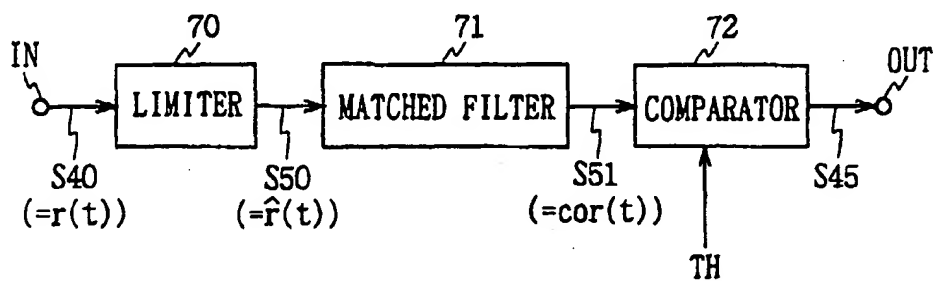 70
71
72
IN
OUT
LIMITER
MATCHED FILTER
COMPARATOR
S40
(=r(t))
S50
(=r̂(t))
S51
(=cor(t))
S45
TH